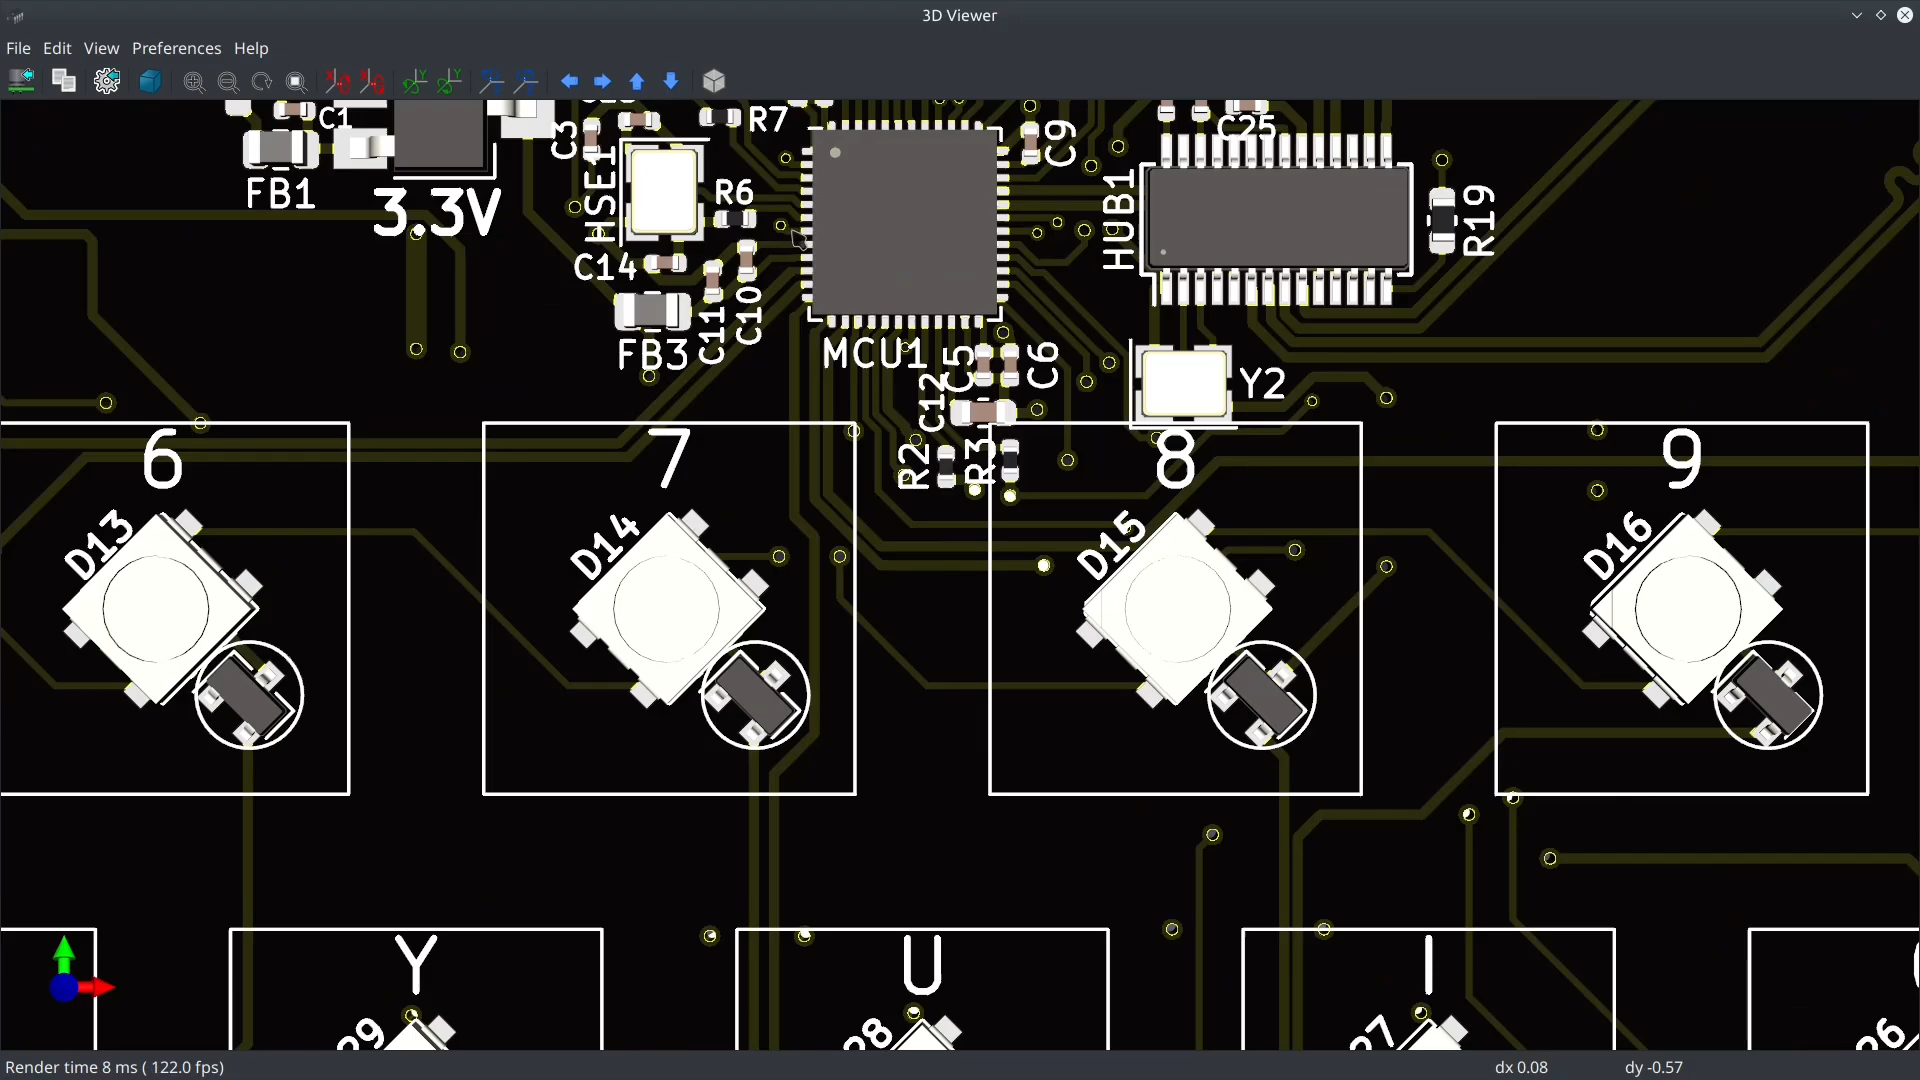 3D Viewer
File Edit View Preferences Help
C1
R7
C3
C9
C25
FB1
3.3V
HSE1
R6
HUB1
R19
C14
C11
C10
FB3
MCU1
C5
C6
C12
Y2
6
7
8
9
R2
R3
D13
D14
D15
D16
Y
U
I
Render time 8 ms ( 122.0 fps)
dx 0.08
dy -0.57